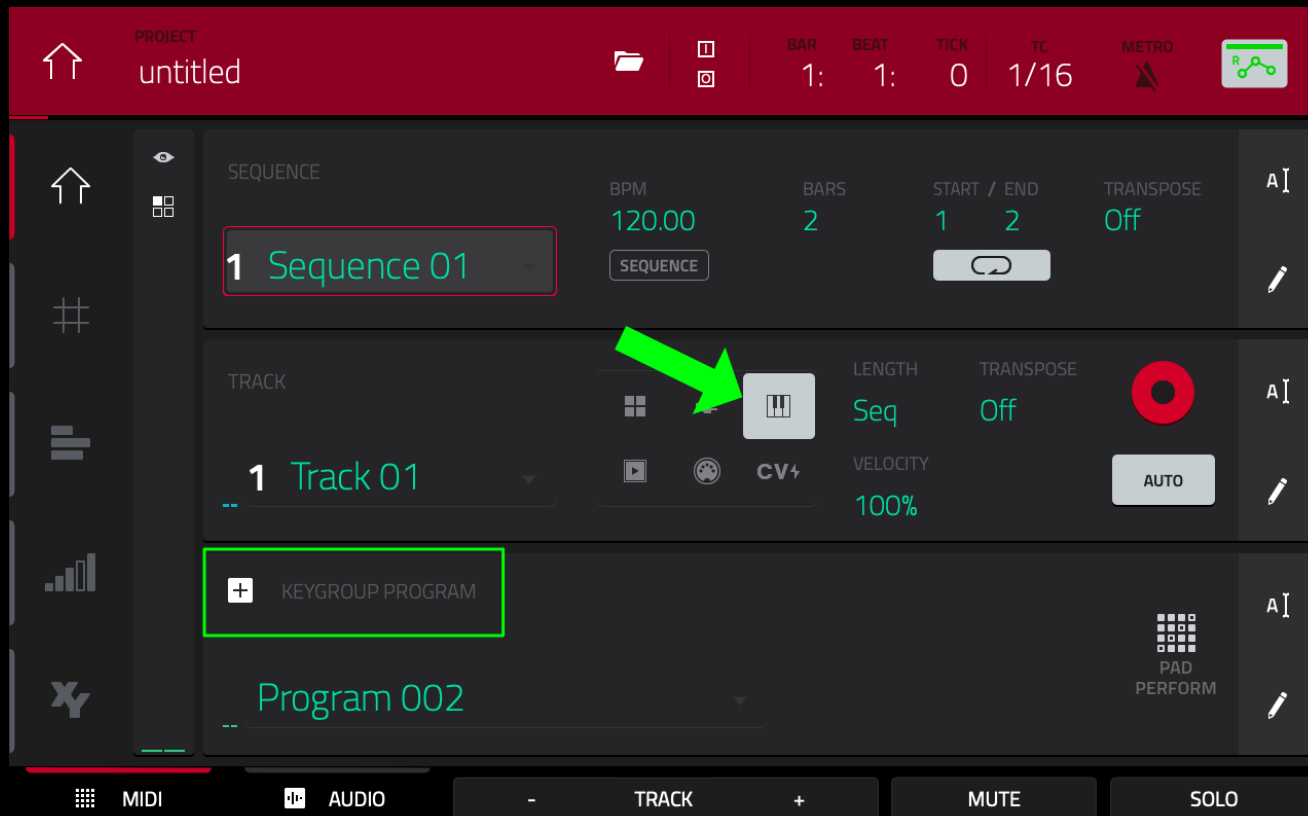 PROJECT
untitled
BAR BEAT TICK TC METRO
1: 1: 0 1/16
R
SEQUENCE
BPM BARS START / END TRANSPOSE
120.00 2 1 2 Off
1 Sequence 01
SEQUENCE
A
TRACK
LENGTH TRANSPOSE
Seq Off
A
1 Track 01
CV
VELOCITY
100%
AUTO
KEYGROUP PROGRAM
A
PAD
PERFORM
Program 002
XY
MIDI AUDIO - TRACK + MUTE SOLO